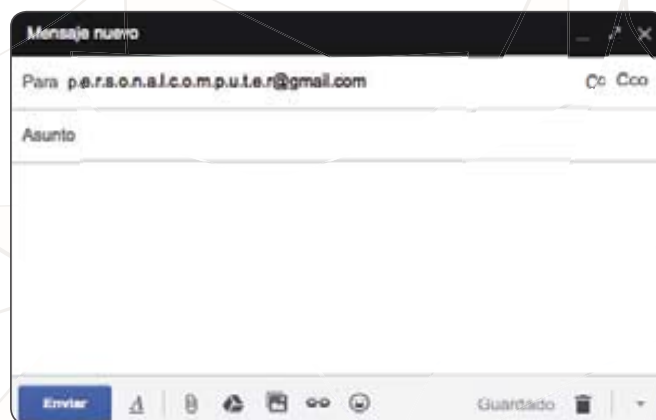 Mensaje nuevo
Para p.e.r.s.o.n.a.l.c.o.m.p.u.t.e.r@gmail.com Cc Cco
Asunto
Enviar A Guardado